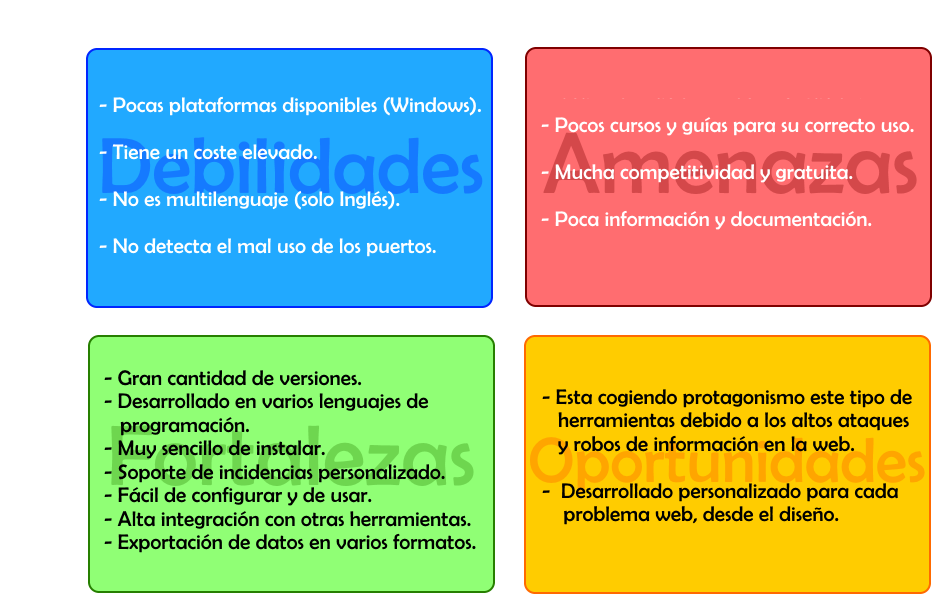 Debilidades
- Pocas plataformas disponibles (Windows).
- Tiene un coste elevado.
- No es multilenguaje (solo Inglés).
- No detecta el mal uso de los puertos.
Amenazas
- Pocos cursos y guías para su correcto uso.
- Mucha competitividad y gratuita.
- Poca información y documentación.
Fortalezas
- Gran cantidad de versiones.
- Desarrollado en varios lenguajes de
programación.
- Muy sencillo de instalar.
- Soporte de incidencias personalizado.
- Fácil de configurar y de usar.
- Alta integración con otras herramientas.
- Exportación de datos en varios formatos.
Oportunidades
- Esta cogiendo protagonismo este tipo de
herramientas debido a los altos ataques
y robos de información en la web.
- Desarrollado personalizado para cada
problema web, desde el diseño.